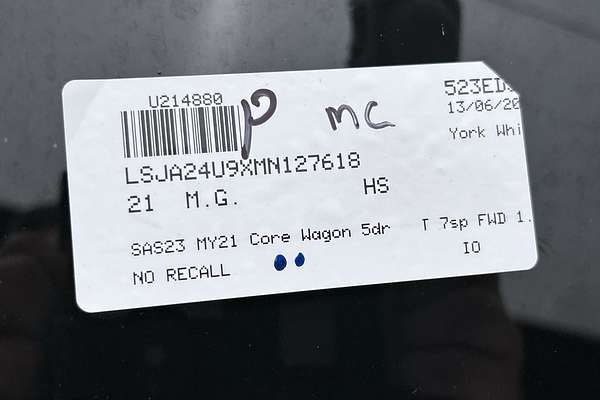 U214880
P mc
523ED
13/06/20
York Whi
LSJA24U9XMN127618
21 M.G. HS
SAS23 MY21 Core Wagon 5dr T 7sp FWD 1.
NO RECALL IO